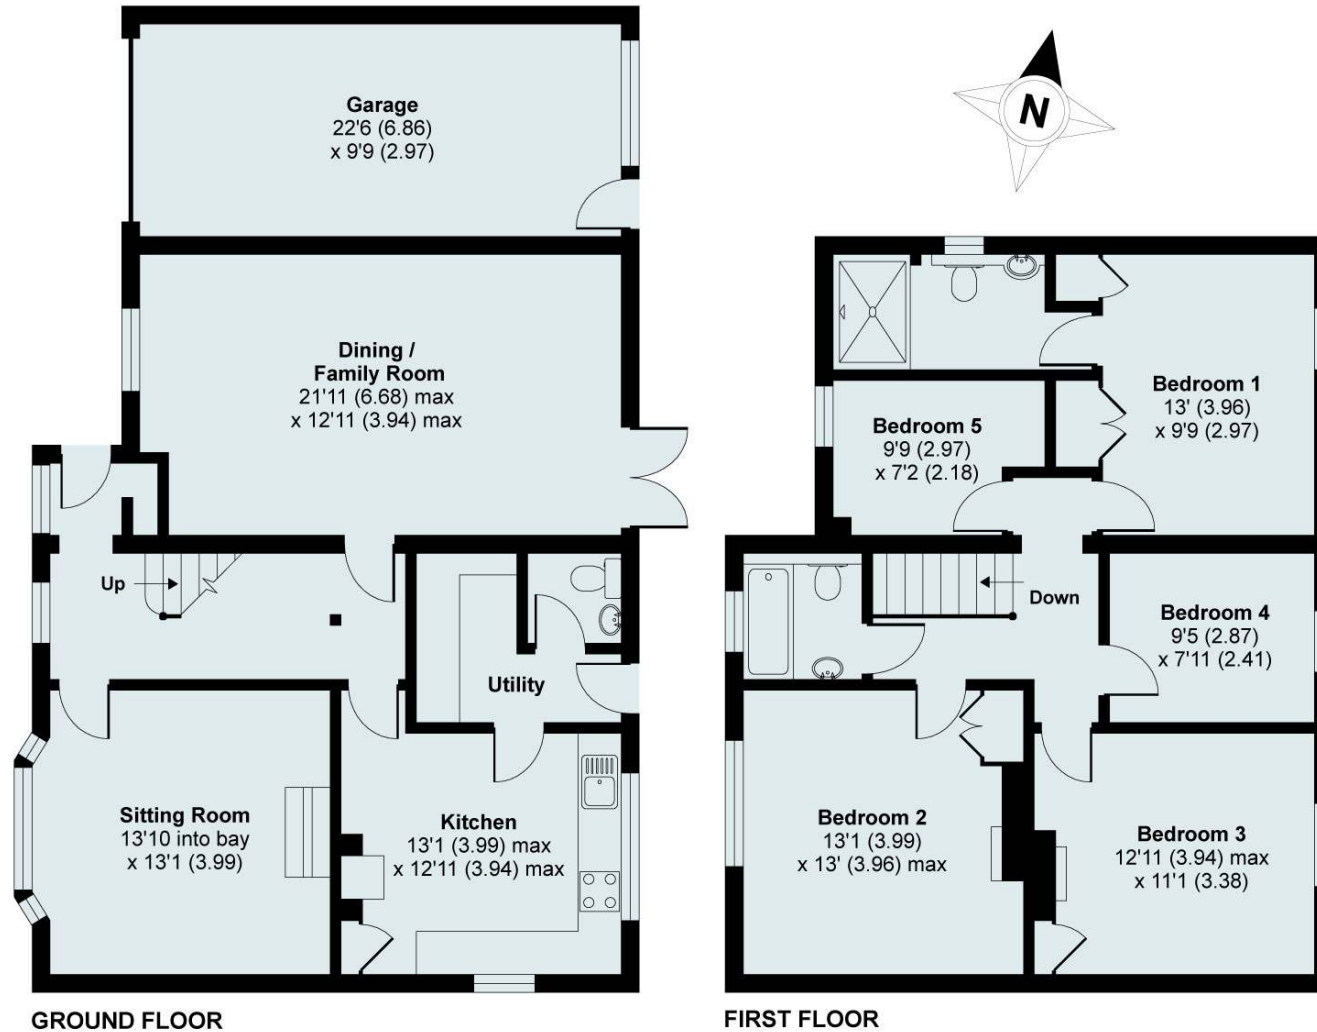 Garage
22'6 (6.86)
x 9'9 (2.97)
N
Dining /
Family Room
21'11 (6.68) max
x 12'11 (3.94) max
Up
Utility
Sitting Room
13'10 into bay
x 13'1 (3.99)
Kitchen
13'1 (3.99) max
x 12'11 (3.94) max
GROUND FLOOR
Bedroom 1
13' (3.96)
x 9'9 (2.97)
Bedroom 5
9'9 (2.97)
x 7'2 (2.18)
Down
Bedroom 4
9'5 (2.87)
x 7'11 (2.41)
Bedroom 2
13'1 (3.99)
x 13' (3.96) max
Bedroom 3
12'11 (3.94) max
x 11'1 (3.38)
FIRST FLOOR